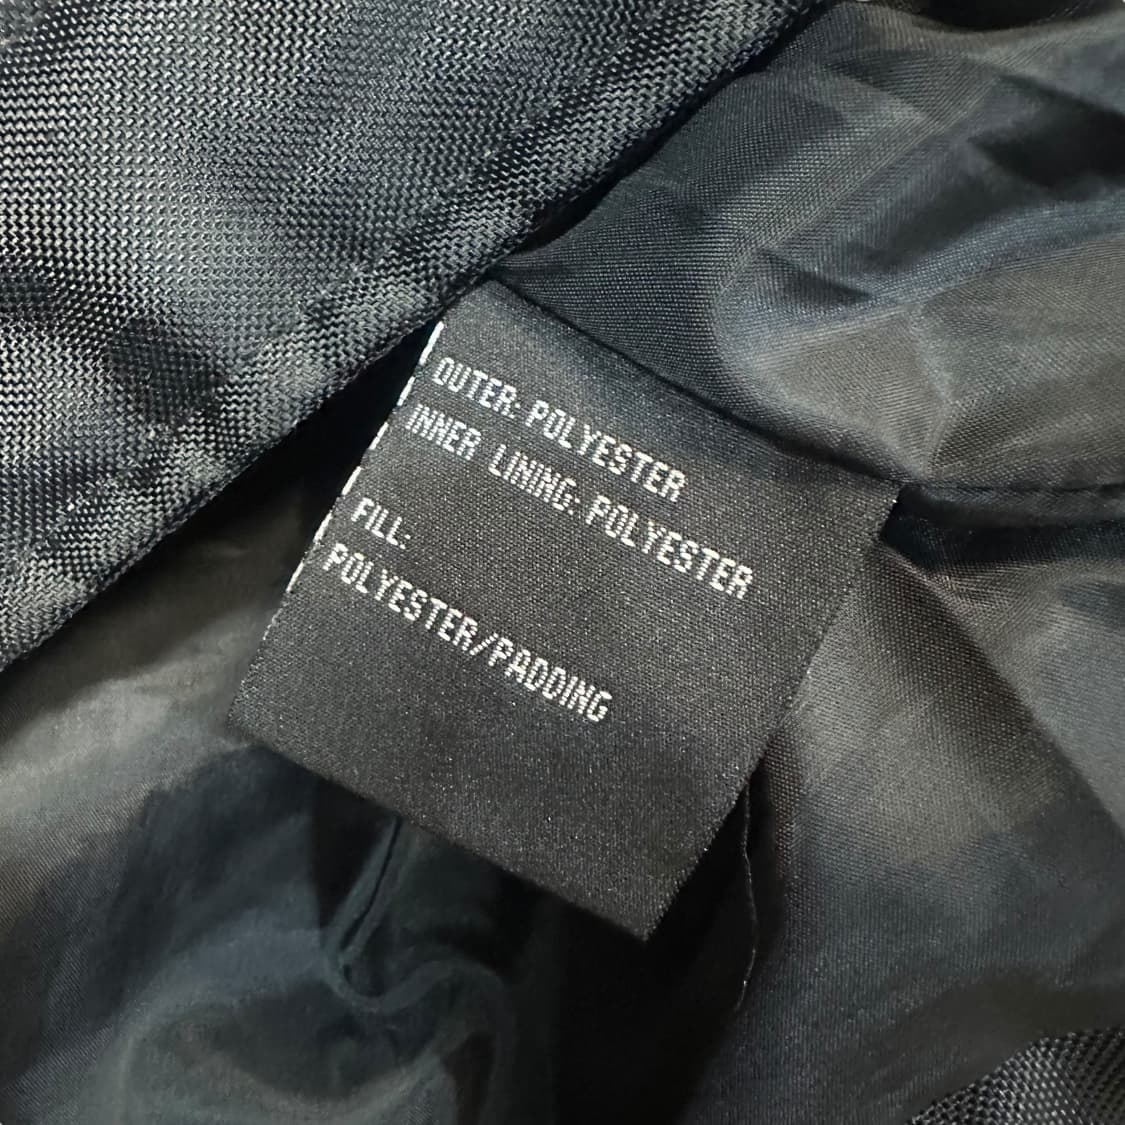 OUTER: POLYESTER
INNER LINING: POLYESTER
FILL:
POLYESTER/PADDING